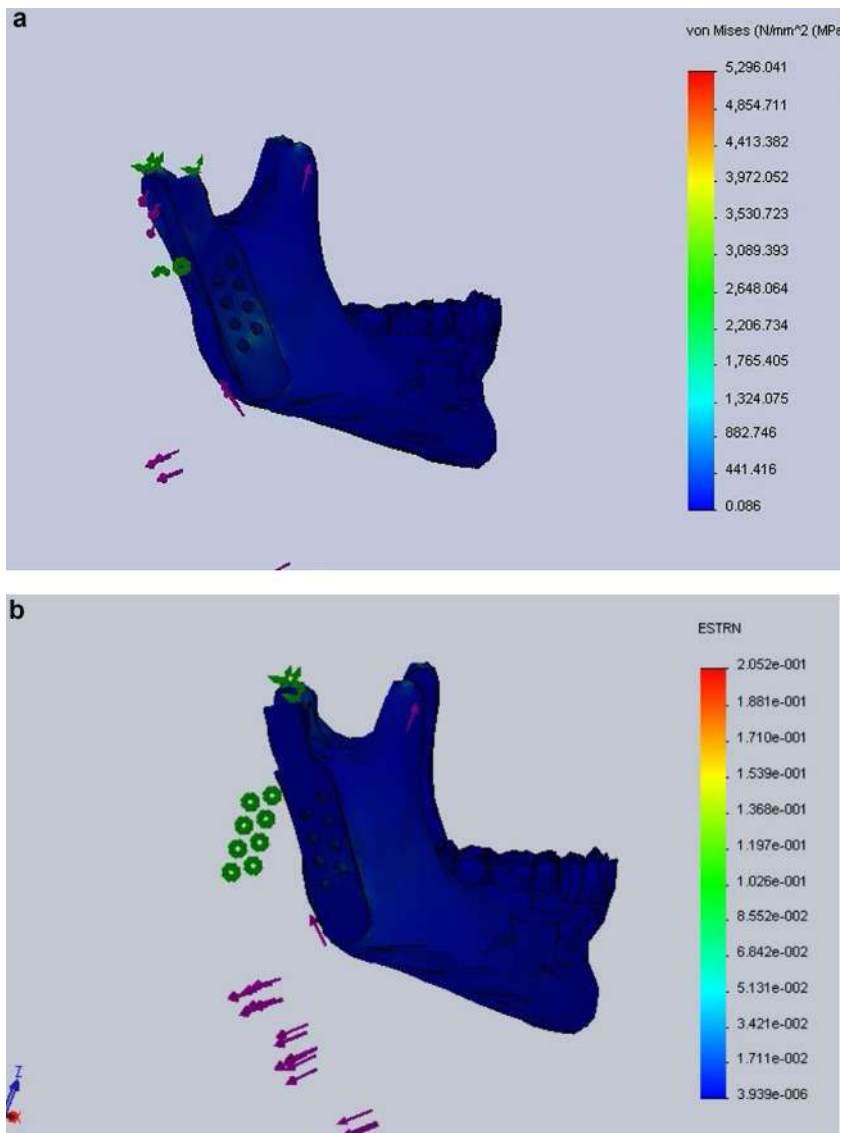 a
von Mises (N/mm^2 (MPa
5,296.041
4,854.711
4,413.382
3,972.052
3,530.723
3,089.393
2,648.064
2,206.734
1,765.405
1,324.075
882.746
441.416
0.086
b
ESTRN
2.052e-001
1.881e-001
1.710e-001
1.539e-001
1.368e-001
1.197e-001
1.026e-001
8.552e-002
6.842e-002
5.131e-002
3.421e-002
1.711e-002
3.939e-006
Z
X